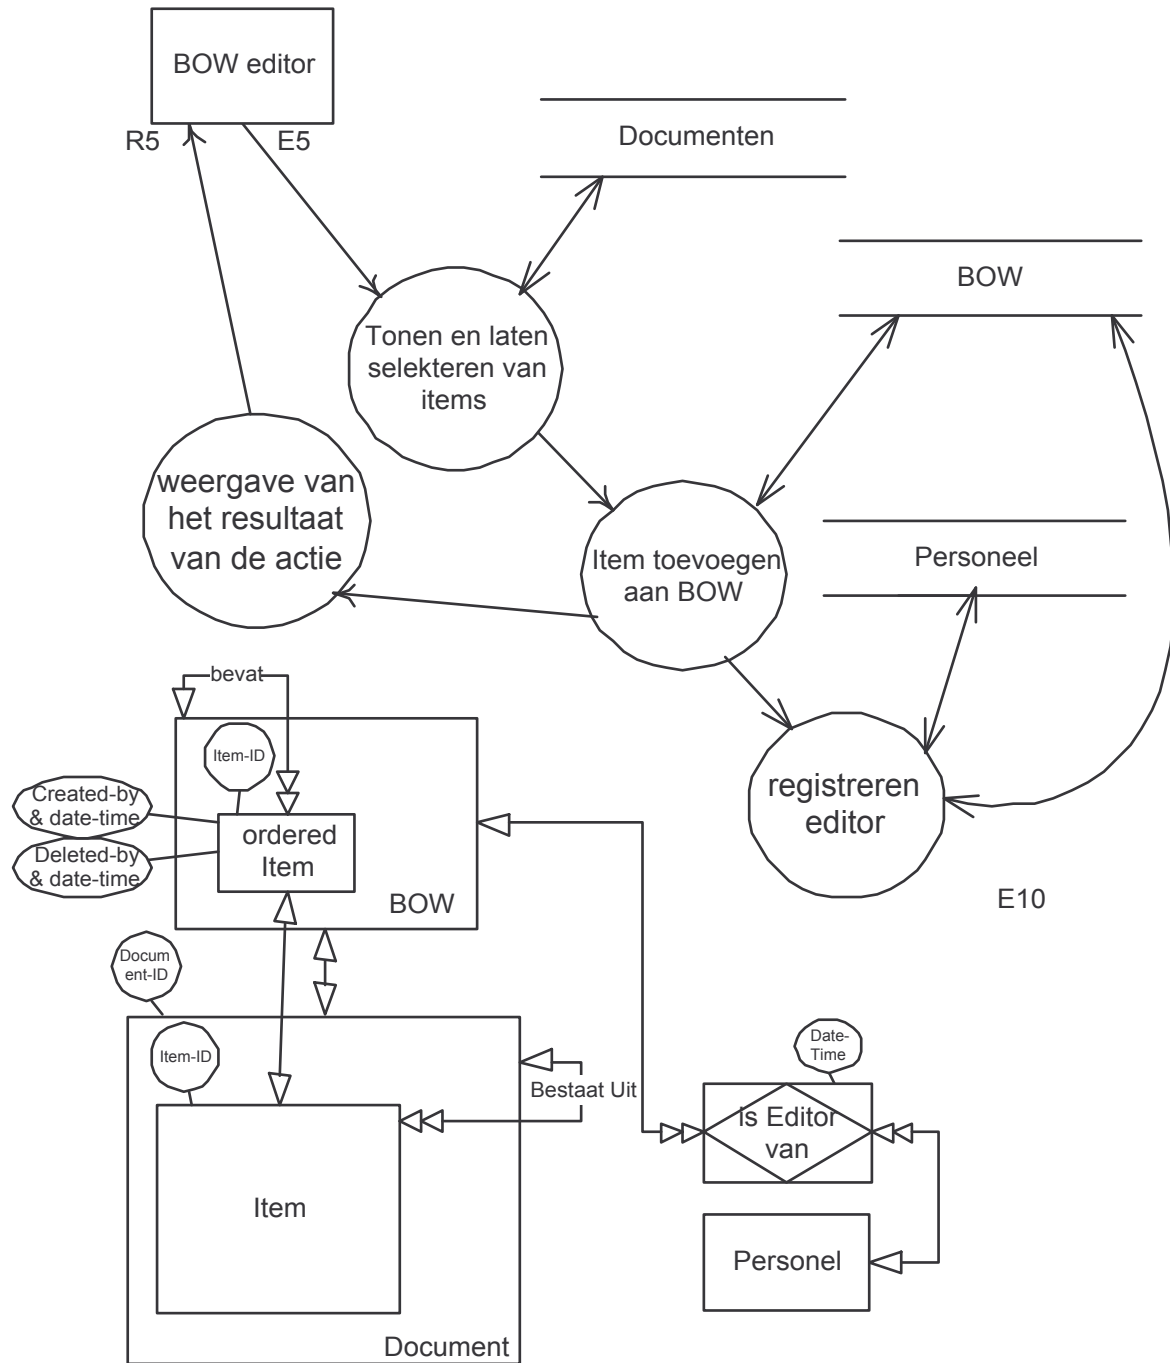 BOW editor
R5
E5
Documenten
BOW
Tonen en laten
selekteren van
items
weergave van
het resultaat
van de actie
Item toevoegen
aan BOW
Personeel
registreren
editor
E10
bevat
Item-ID
Created-by
& date-time
Deleted-by
& date-time
ordered
Item
BOW
Docum
ent-ID
Item-ID
Bestaat Uit
Item
Document
Date-
Time
is Editor
van
Personel